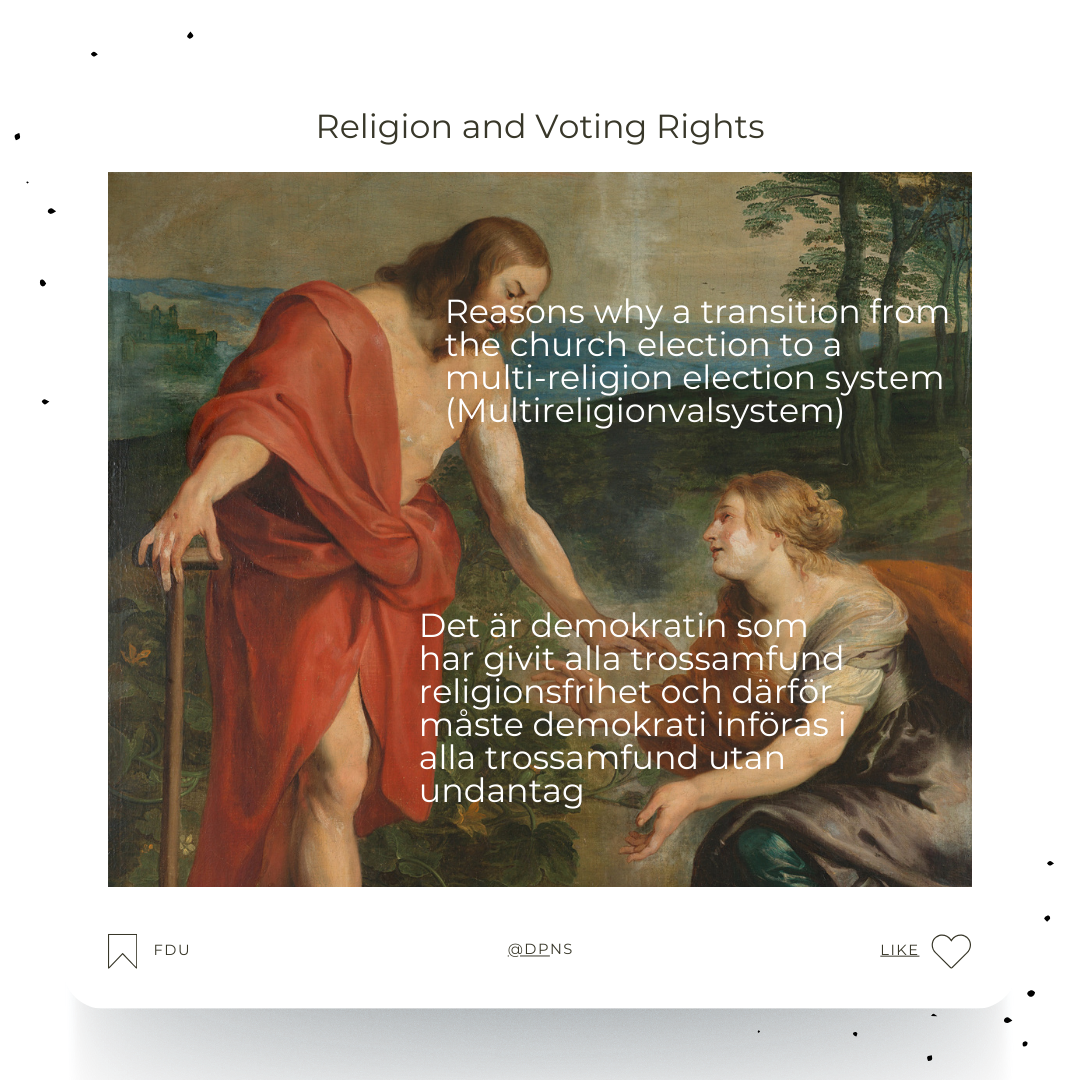 Religion and Voting Rights
Reasons why a transition from
the church election to a
multi-religion election system
(Multireligionvalsystem)
Det är demokratin som
har givit alla trossamfund
religionsfrihet och därför
måste demokrati införas i
alla trossamfund utan
undantag
FDU
@DPNS
LIKE